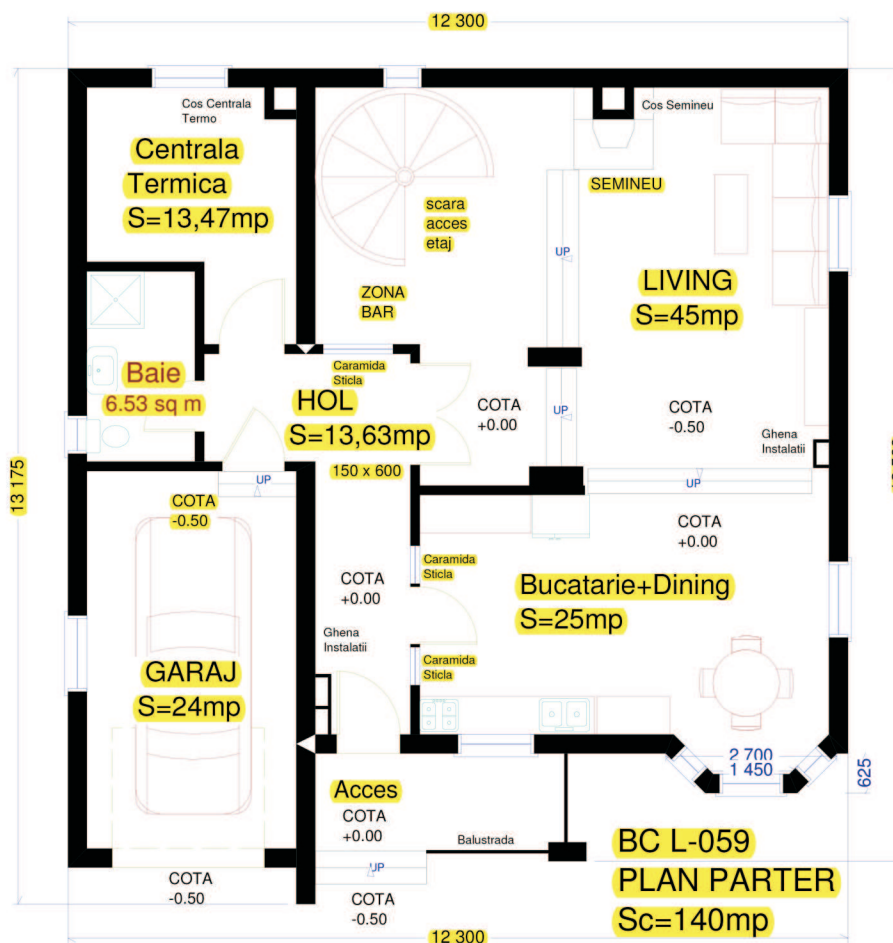 12 300
Cos Centrala
Termo
Cos Semineu
Centrala
Termica
S=13,47mp
SEMINEU
scara
acces
etaj
UP
LIVING
S=45mp
ZONA
BAR
Baie
6.53 sq m
Caramida
Sticla
HOL
S=13,63mp
150 x 600
COTA
+0.00
UP
COTA
-0.50
Ghena
Instalatii
13 175
UP
UP
COTA
-0.50
COTA
+0.00
Caramida
Sticla
COTA
+0.00
Bucatarie+Dining
S=25mp
Ghena
Instalatii
Caramida
Sticla
GARAJ
S=24mp
2 700
1 450
625
Acces
COTA
+0.00
Balustrada
BC L-059
PLAN PARTER
Sc=140mp
UP
COTA
-0.50
COTA
-0.50
12 300